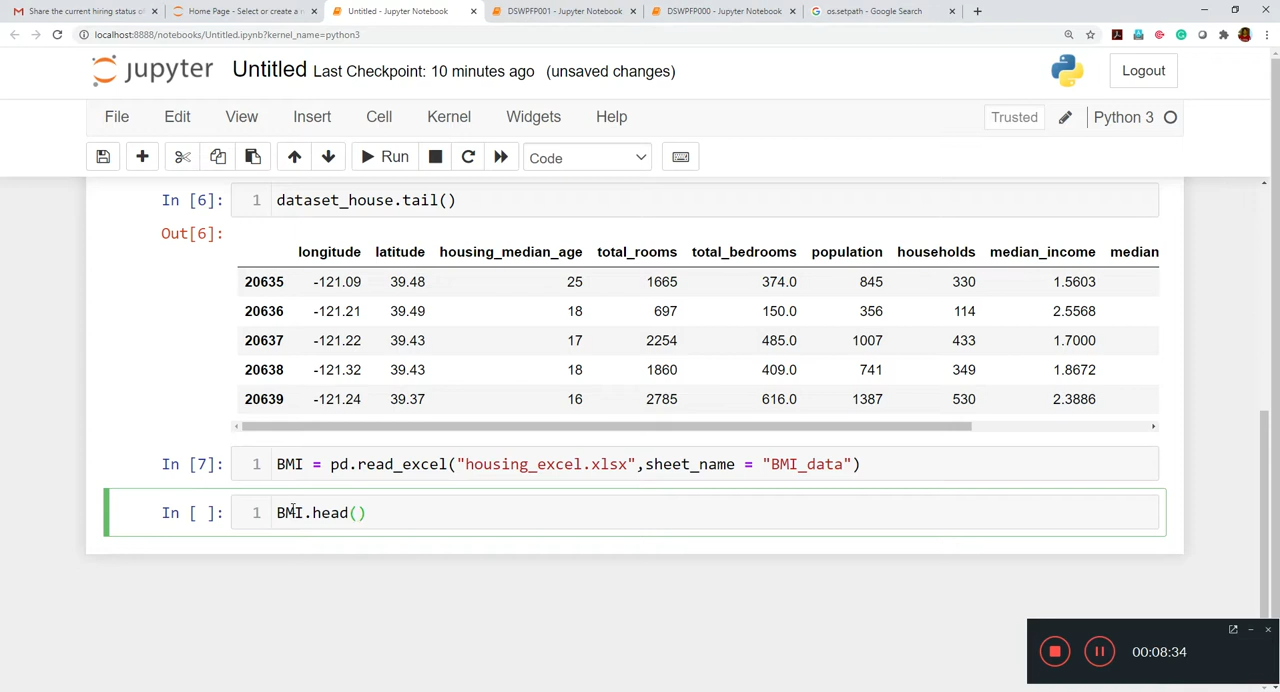 Share the current hiring status of
Home Page - Select or create a n
Untitled - Jupyter Notebook
DSWPFP001 - Jupyter Notebook
DSWPFP000 - Jupyter Notebook
os.setpath - Google Search
localhost:8888/notebooks/Untitled.ipynb?kernel_name=python3
jupyter Untitled Last Checkpoint: 10 minutes ago (unsaved changes)
Logout
File Edit View Insert Cell Kernel Widgets Help
Trusted Python 3
Run Code
In [6]: 1 dataset_house.tail()
Out[6]:
longitude latitude housing_median_age total_rooms total_bedrooms population households median_income median
20635 -121.09 39.48 25 1665 374.0 845 330 1.5603
20636 -121.21 39.49 18 697 150.0 356 114 2.5568
20637 -121.22 39.43 17 2254 485.0 1007 433 1.7000
20638 -121.32 39.43 18 1860 409.0 741 349 1.8672
20639 -121.24 39.37 16 2785 616.0 1387 530 2.3886
In [7]: 1 BMI = pd.read_excel("housing_excel.xlsx",sheet_name = "BMI_data")
In [ ]: 1 BMI.head()
00:08:34